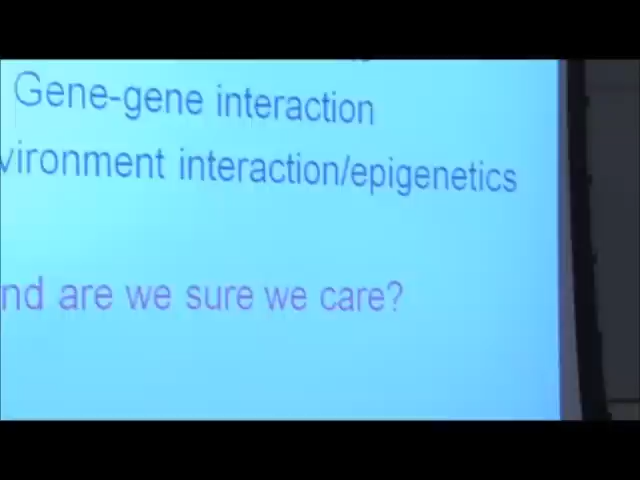 Gene-gene interaction
vironment interaction/epigenetics
nd are we sure we care?